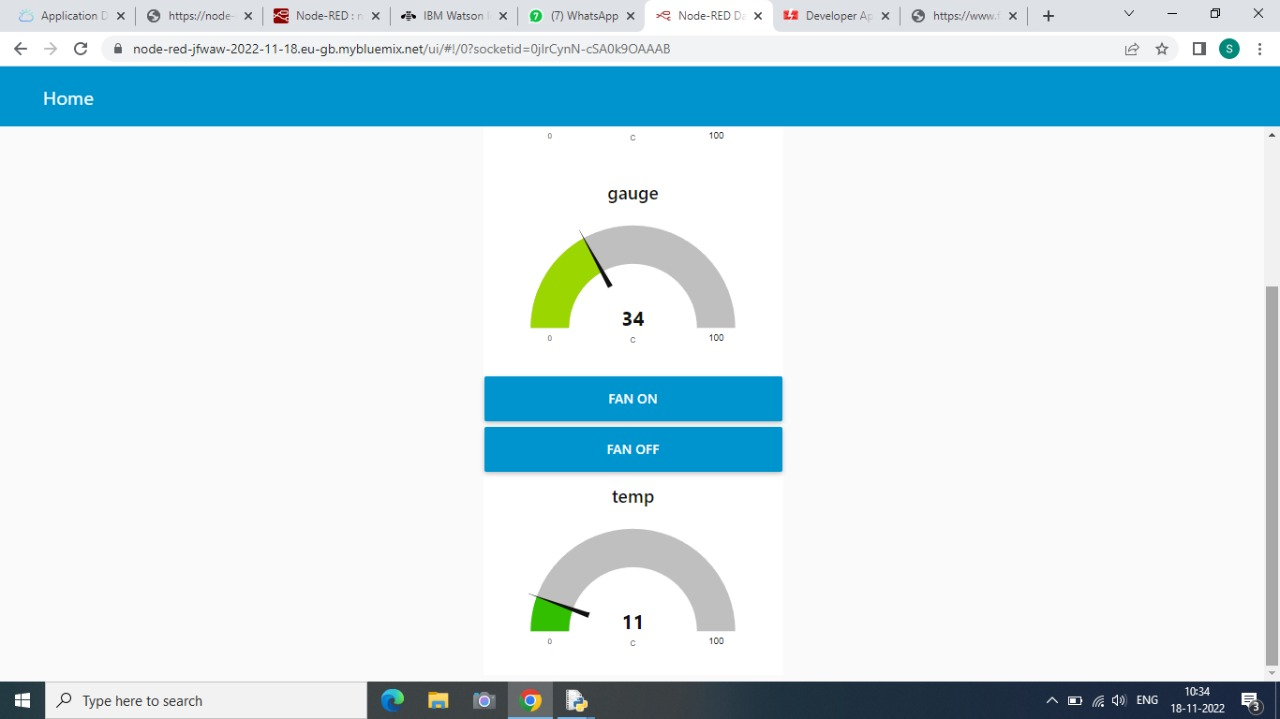 Application D
https://node-
Node-RED : n
IBM Watson I
(7) WhatsApp
Node-RED Da
Developer Ap
https://www.f
node-red-jfwaw-2022-11-18.eu-gb.mybluemix.net/ui/#!/0?socketid=0jIrCynN-cSA0k9OAAAB
S
Home
0 c 100
gauge
34
0 c 100
FAN ON
FAN OFF
temp
11
0 c 100
Type here to search
ENG
10:34
18-11-2022
3